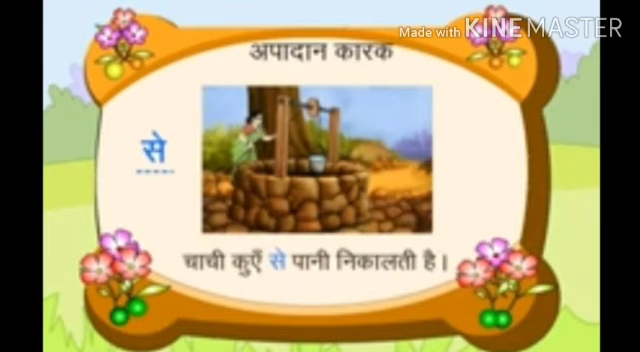 Made with KINEMASTER
अपादान कारक
से
चाची कुएँ से पानी निकालती है।